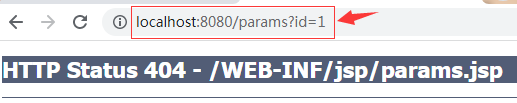 localhost:8080/params?id=1
HTTP Status 404 - /WEB-INF/jsp/params.jsp